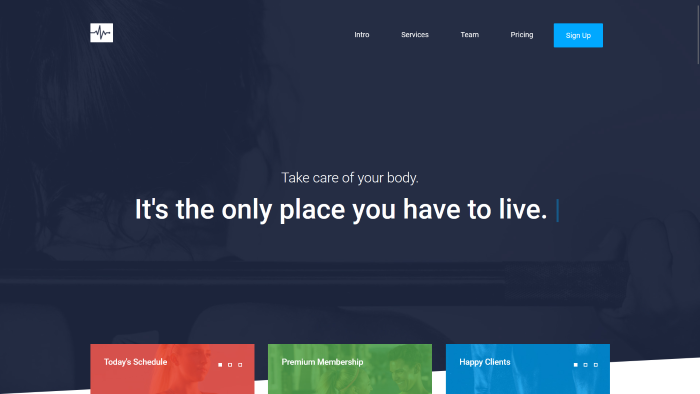 Intro
Services
Team
Pricing
Sign Up
Take care of your body.
It's the only place you have to live.
Today's Schedule
Premium Membership
Happy Clients